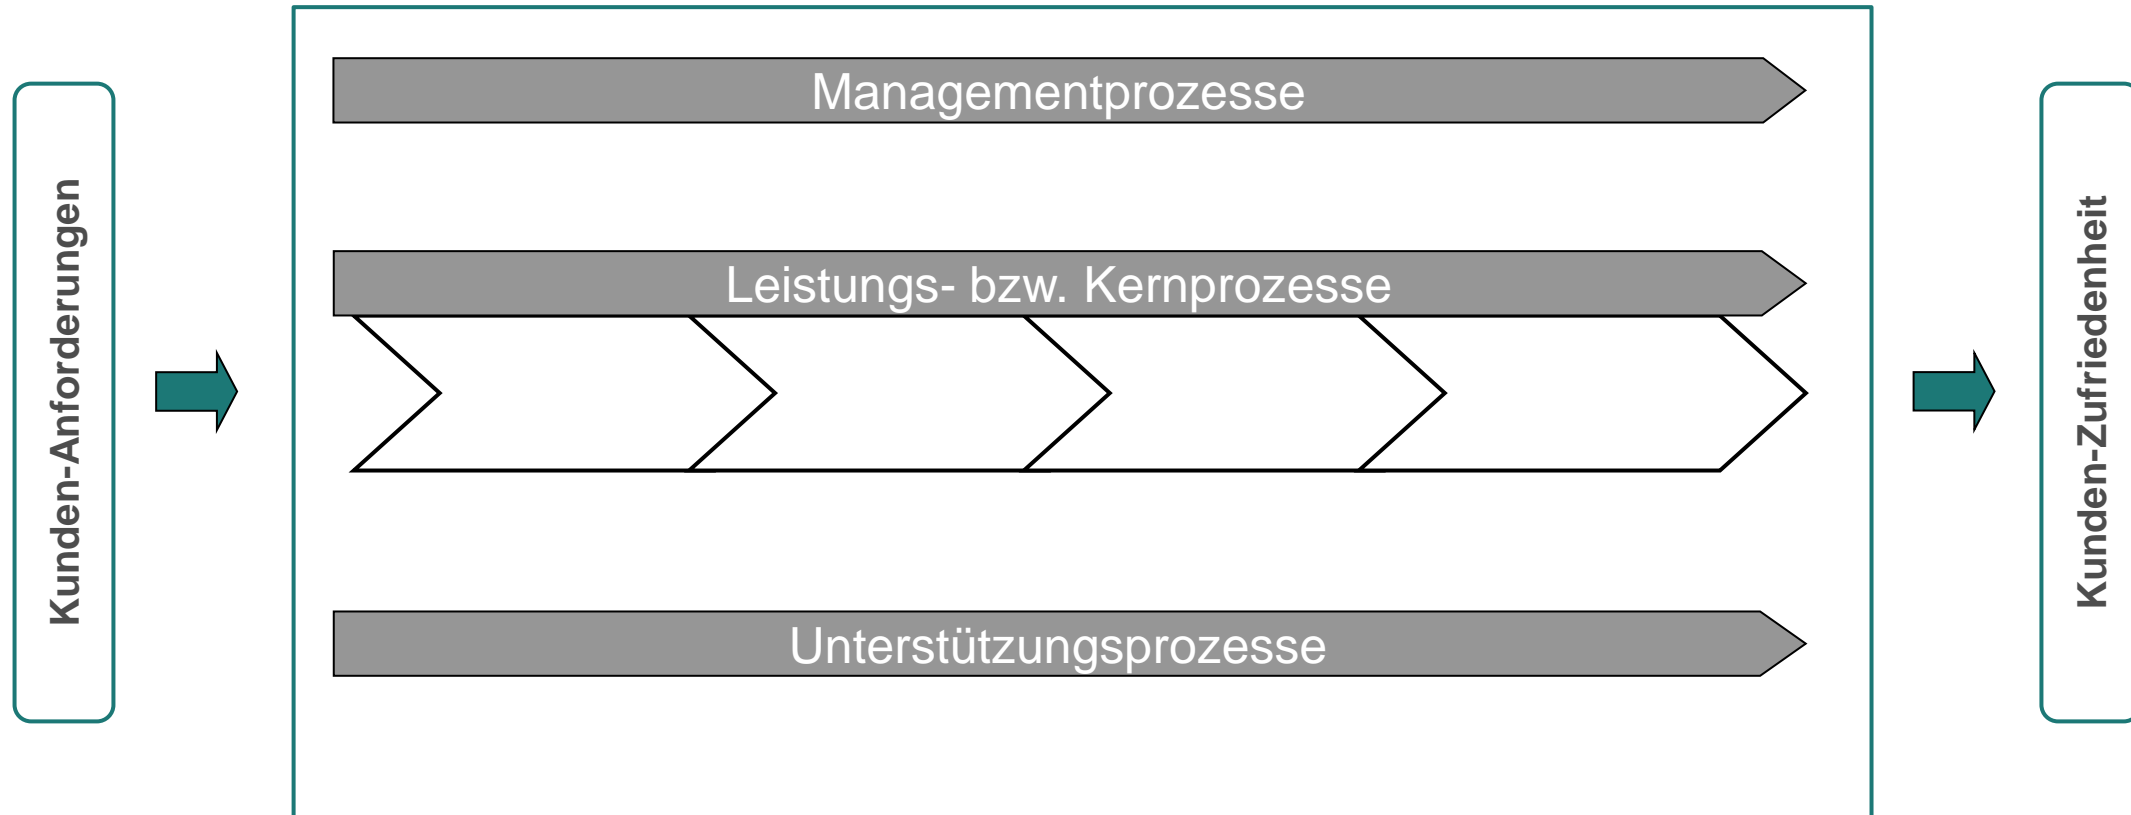 Kunden-Anforderungen
Managementprozesse
Leistungs- bzw. Kernprozesse
Unterstützungsprozesse
Kunden-Zufriedenheit